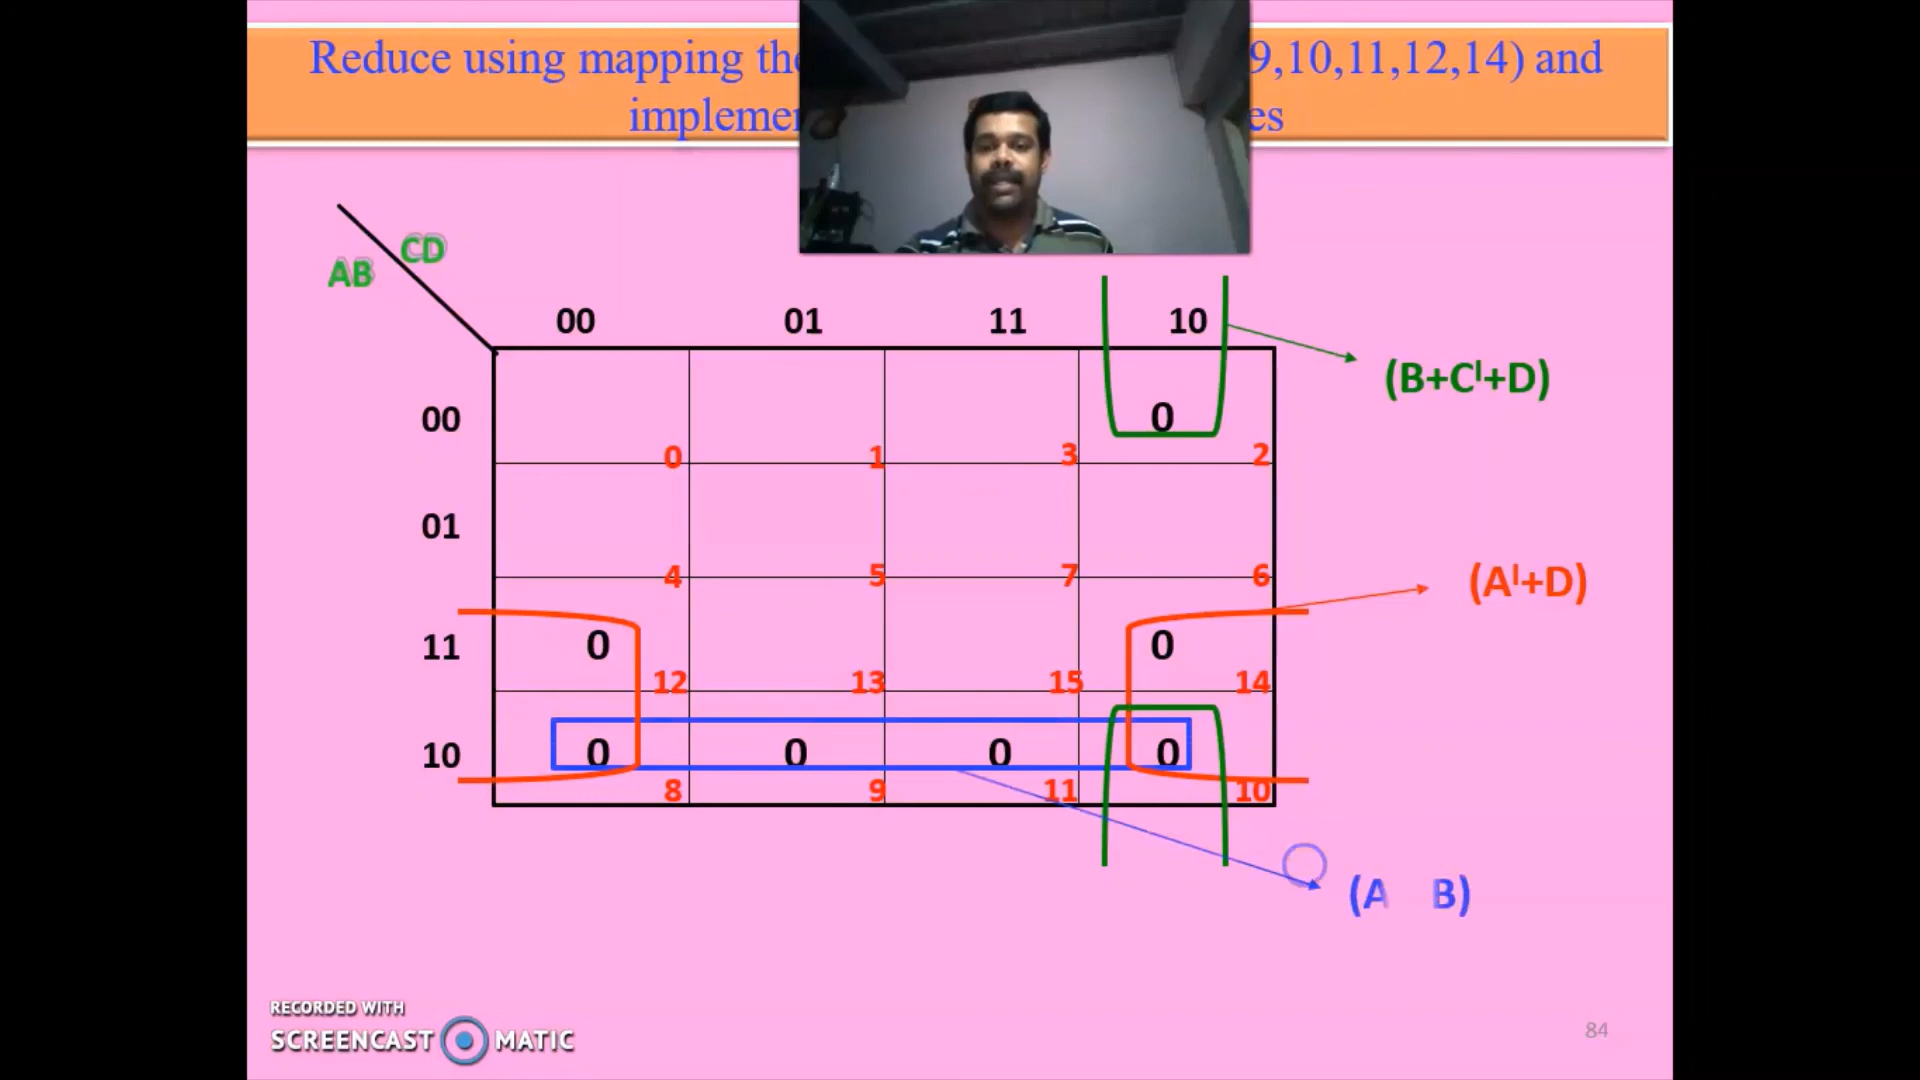 Reduce using mapping the 9,10,11,12,14) and
implemen es
CD
AB
00 01 11 10
(B+Cˡ+D)
00 0
0 1 3 2
(Aˡ+D)
01
4 5 7 6
11 0 0
12 13 15 14
10 0 0 0 0
8 9 11 10
(A B)
RECORDED WITH
SCREENCAST MATIC
84